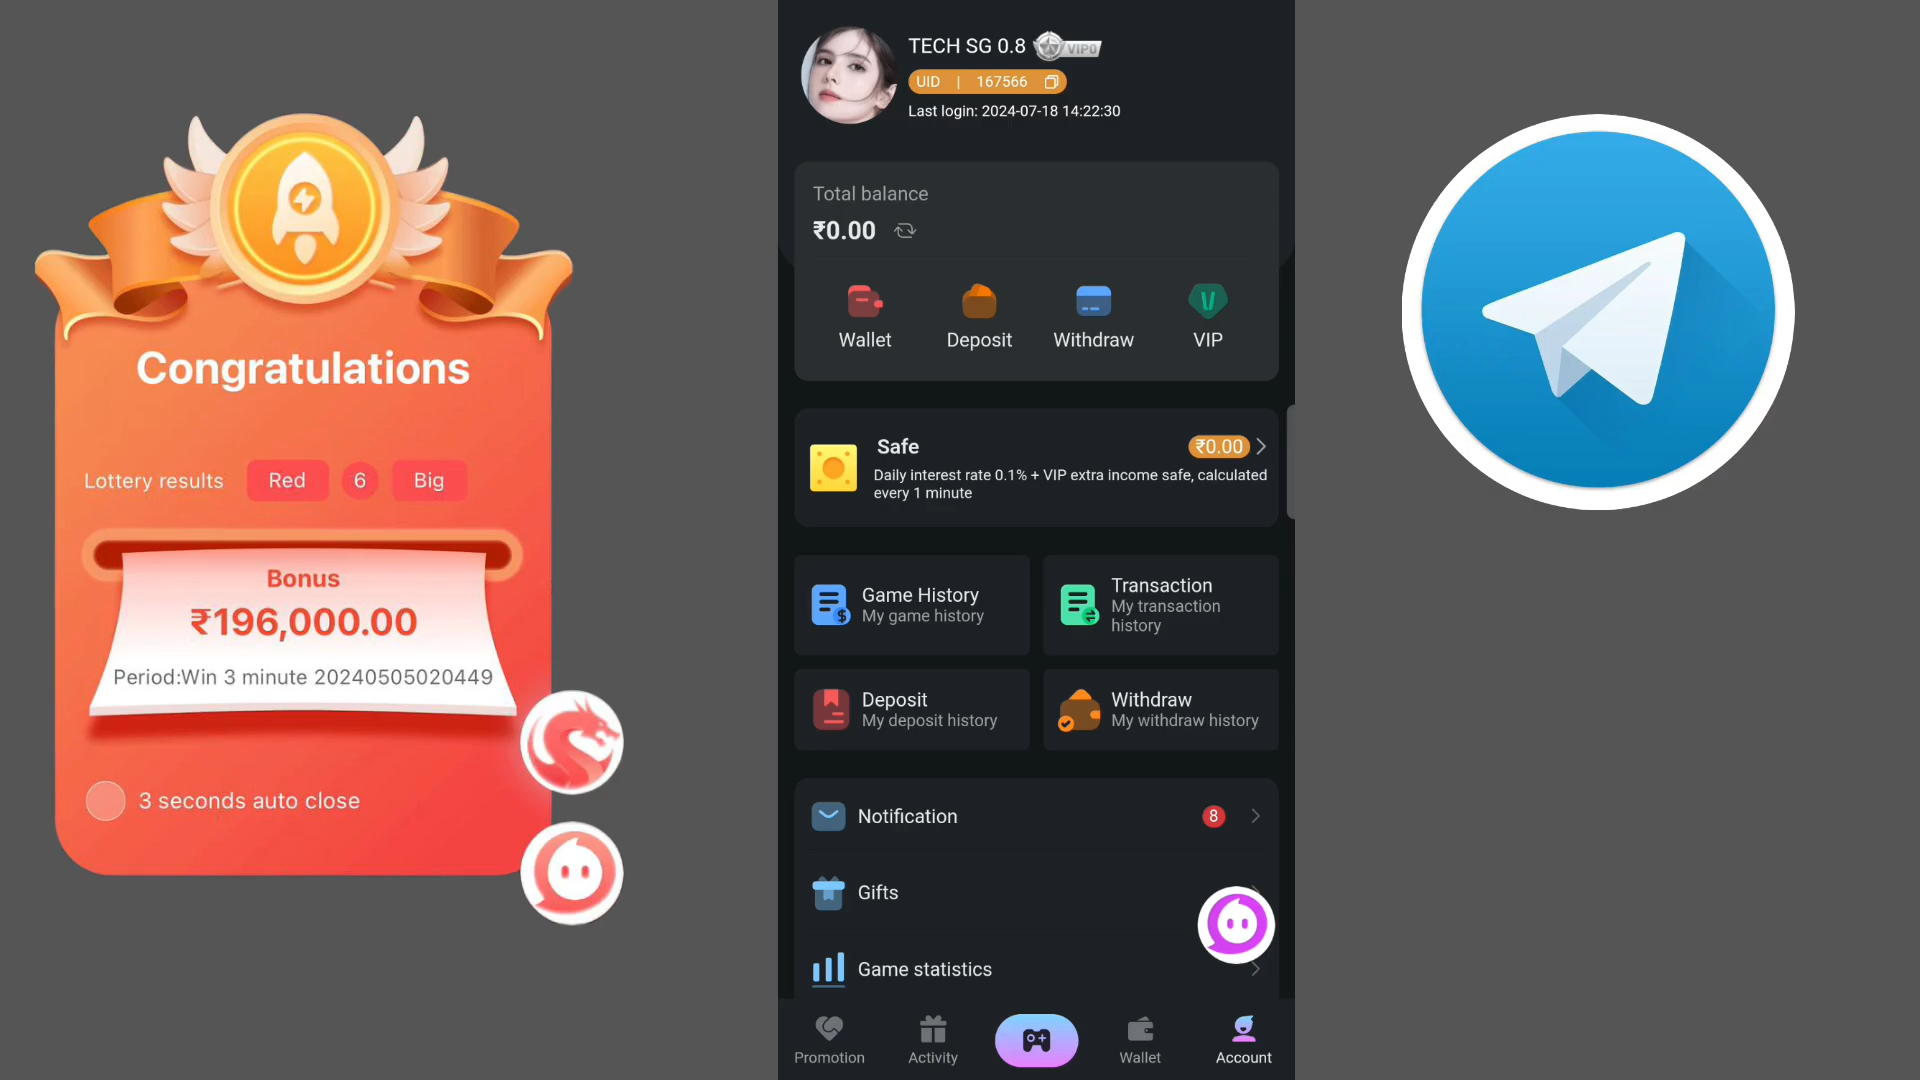 Congratulations
Lottery results Red 6 Big
Bonus
₹196,000.00
Period:Win 3 minute 20240505020449
3 seconds auto close
TECH SG 0.8 VIP0
UID | 167566
Last login: 2024-07-18 14:22:30
Total balance
₹0.00
Wallet Deposit Withdraw VIP
Safe ₹0.00
Daily interest rate 0.1% + VIP extra income safe, calculated
every 1 minute
Game History
My game history
Transaction
My transaction
history
Deposit
My deposit history
Withdraw
My withdraw history
Notification 8
Gifts
Game statistics
Promotion Activity Wallet Account